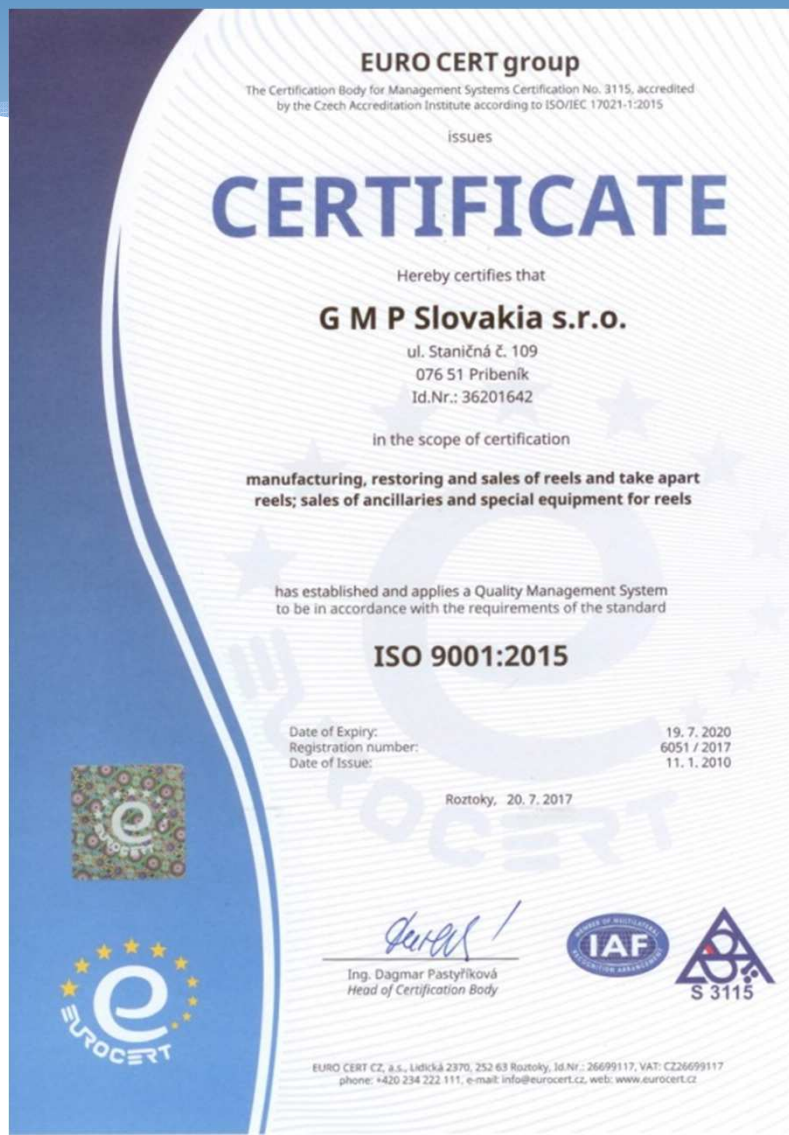 EURO CERT group
The Certification Body for Management Systems Certification No. 3115, accredited
by the Czech Accreditation Institute according to ISO/IEC 17021-1:2015
issues
CERTIFICATE
Hereby certifies that
G M P Slovakia s.r.o.
ul. Staničná č. 109
076 51 Pribeník
Id.Nr.: 36201642
in the scope of certification
manufacturing, restoring and sales of reels and take apart
reels; sales of ancillaries and special equipment for reels
has established and applies a Quality Management System
to be in accordance with the requirements of the standard
ISO 9001:2015
Date of Expiry: 19. 7. 2020
Registration number: 6051 / 2017
Date of Issue: 11. 1. 2010
Roztoky, 20. 7. 2017
EUROCERT
e
EUROCERT
Ing. Dagmar Pastyříková
Head of Certification Body
MEMBER OF MULTILATERAL
IAF
RECOGNITION ARRANGEMENT
S 3115
e
EUROCERT
EURO CERT CZ, a.s., Lidická 2370, 252 63 Roztoky, Id.Nr.: 26699117, VAT: CZ26699117
phone: +420 234 222 111, e-mail: info@eurocert.cz, web: www.eurocert.cz